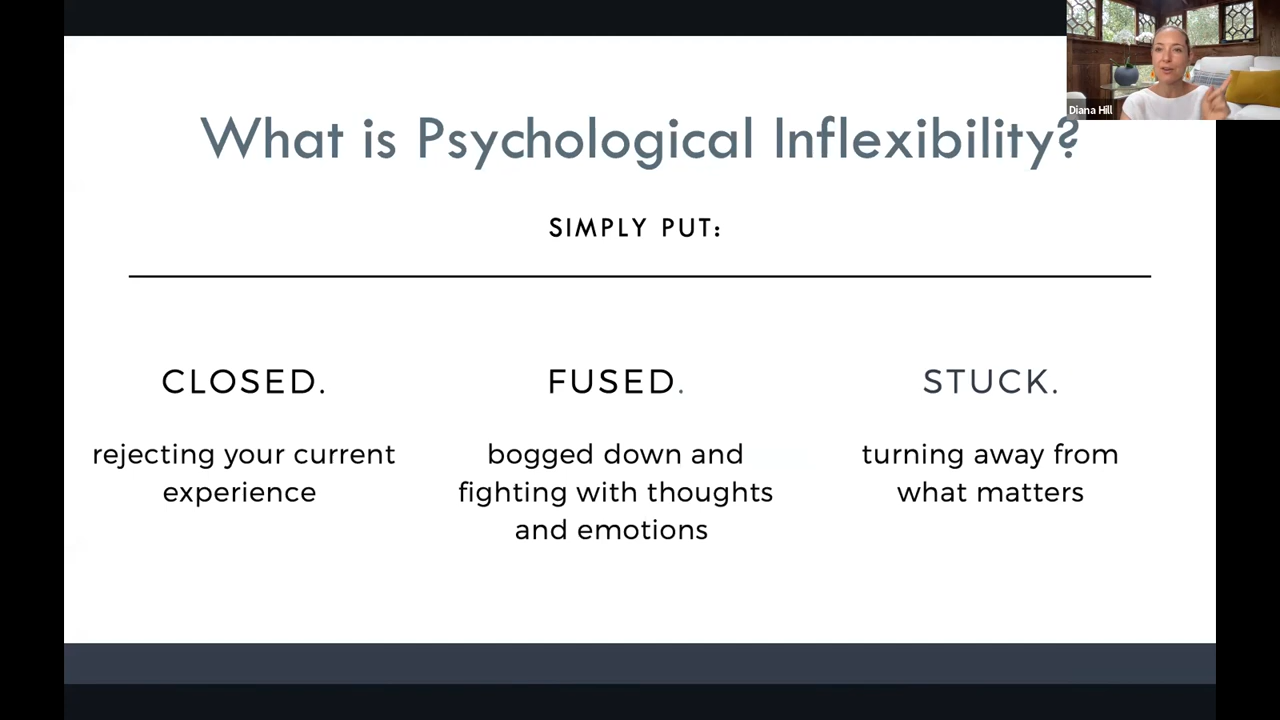 Diana Hill
What is Psychological Inflexibility?
SIMPLY PUT:
CLOSED.
rejecting your current
experience
FUSED.
bogged down and
fighting with thoughts
and emotions
STUCK.
turning away from
what matters